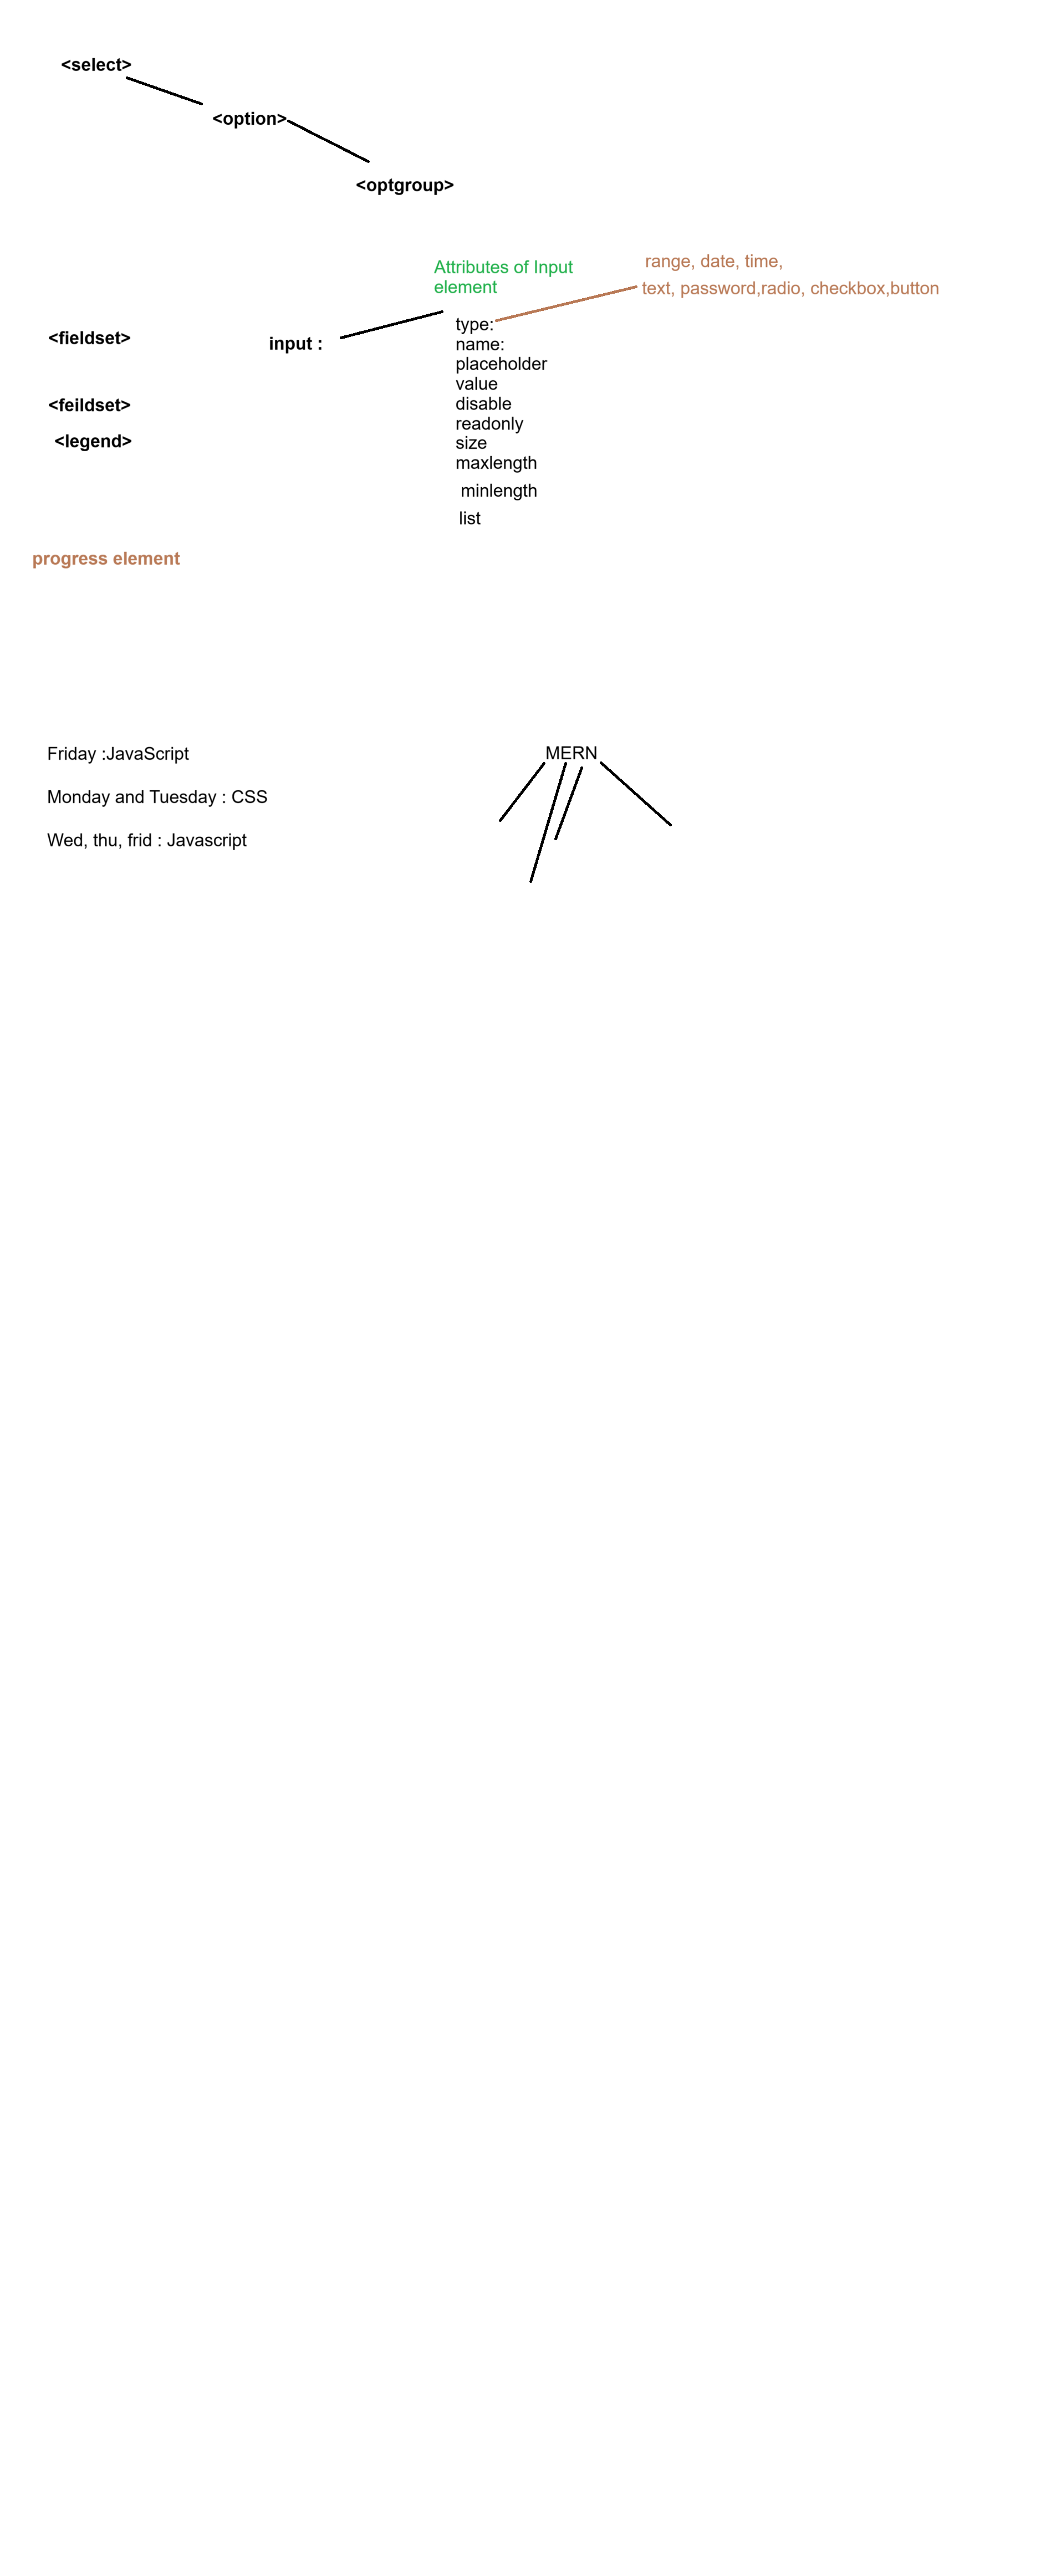 <select>
<option>
<optgroup>
Attributes of Input
element
range, date, time,
text, password,radio, checkbox,button
<fieldset>
input :
type:
name:
placeholder
value
disable
readonly
size
maxlength
minlength
list
<feildset>
<legend>
progress element
Friday :JavaScript
Monday and Tuesday : CSS
Wed, thu, frid : Javascript
MERN